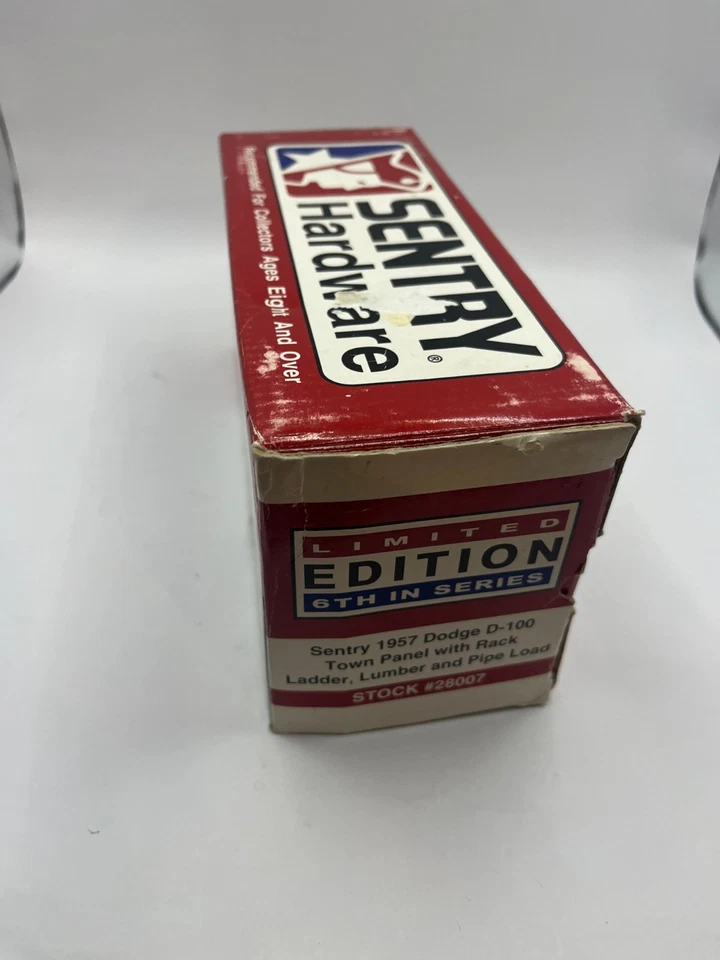 SENTRY®
Hardware
Recommended For Collectors Ages Eight And Over
LIMITED
EDITION
6TH IN SERIES
Sentry 1957 Dodge D-100
Town Panel with Rack
Ladder, Lumber and Pipe Load
STOCK #28007